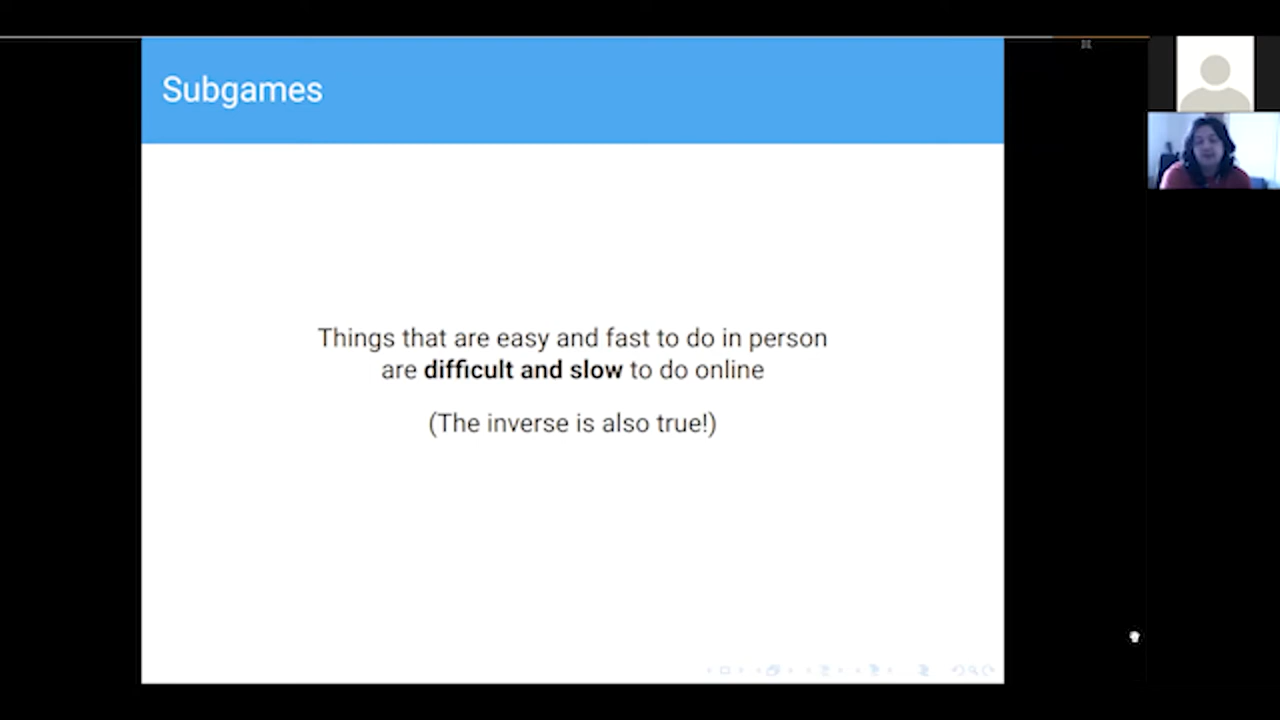 Subgames
Things that are easy and fast to do in person
are difficult and slow to do online
(The inverse is also true!)